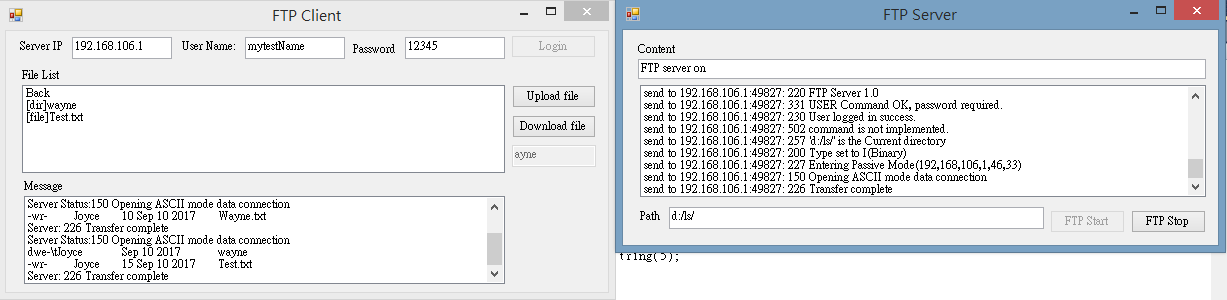 FTP Client
Server IP 192.168.106.1 User Name: mytestName Password 12345 Login
File List
Back
[dir]wayne
[file]Test.txt
Upload file
Download file
ayne
Message
Server Status:150 Opening ASCII mode data connection
-wr- Joyce 10 Sep 10 2017 Wayne.txt
Server: 226 Transfer complete
Server Status:150 Opening ASCII mode data connection
dwe-\tJoyce Sep 10 2017 wayne
-wr- Joyce 15 Sep 10 2017 Test.txt
Server: 226 Transfer complete
FTP Server
Content
FTP server on
send to 192.168.106.1:49827: 220 FTP Server 1.0
send to 192.168.106.1:49827: 331 USER Command OK, password required.
send to 192.168.106.1:49827: 230 User logged in success.
send to 192.168.106.1:49827: 502 command is not implemented.
send to 192.168.106.1:49827: 257 'd:/ls/' is the Current directory
send to 192.168.106.1:49827: 200 Type set to I(Binary)
send to 192.168.106.1:49827: 227 Entering Passive Mode(192,168,106,1,46,33)
send to 192.168.106.1:49827: 150 Opening ASCII mode data connection
send to 192.168.106.1:49827: 226 Transfer complete
Path d:/ls/ FTP Start FTP Stop
tring(5);